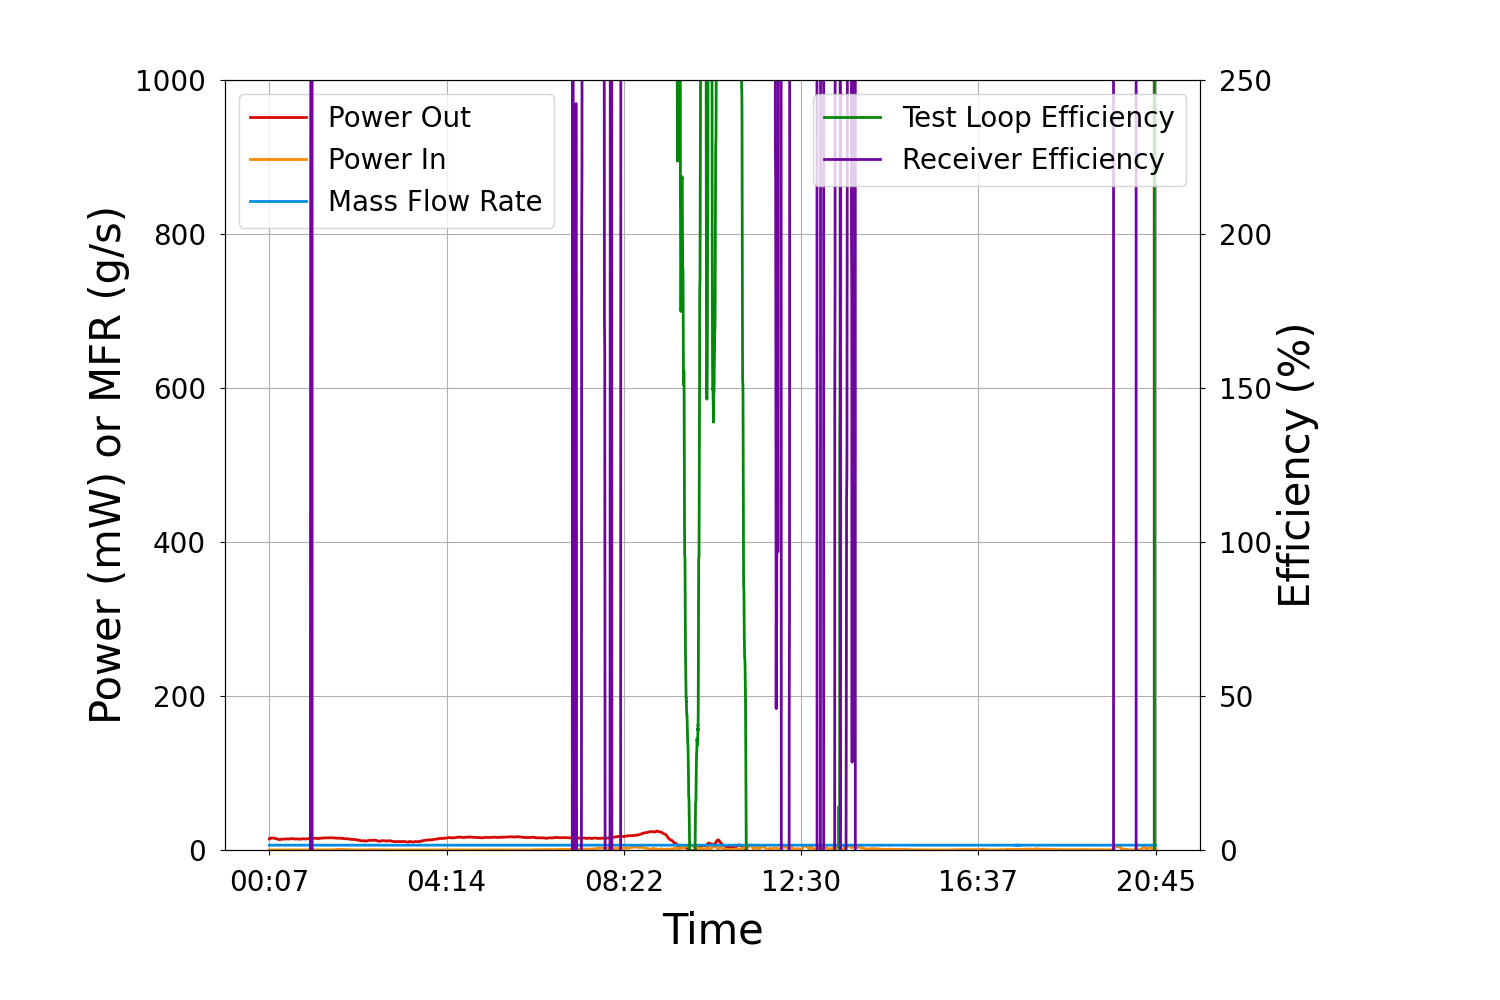 1000
800
600
400
200
0
Power (mW) or MFR (g/s)
Power Out
Power In
Mass Flow Rate
Test Loop Efficiency
Receiver Efficiency
250
200
150
100
50
0
Efficiency (%)
00:07 04:14 08:22 12:30 16:37 20:45
Time